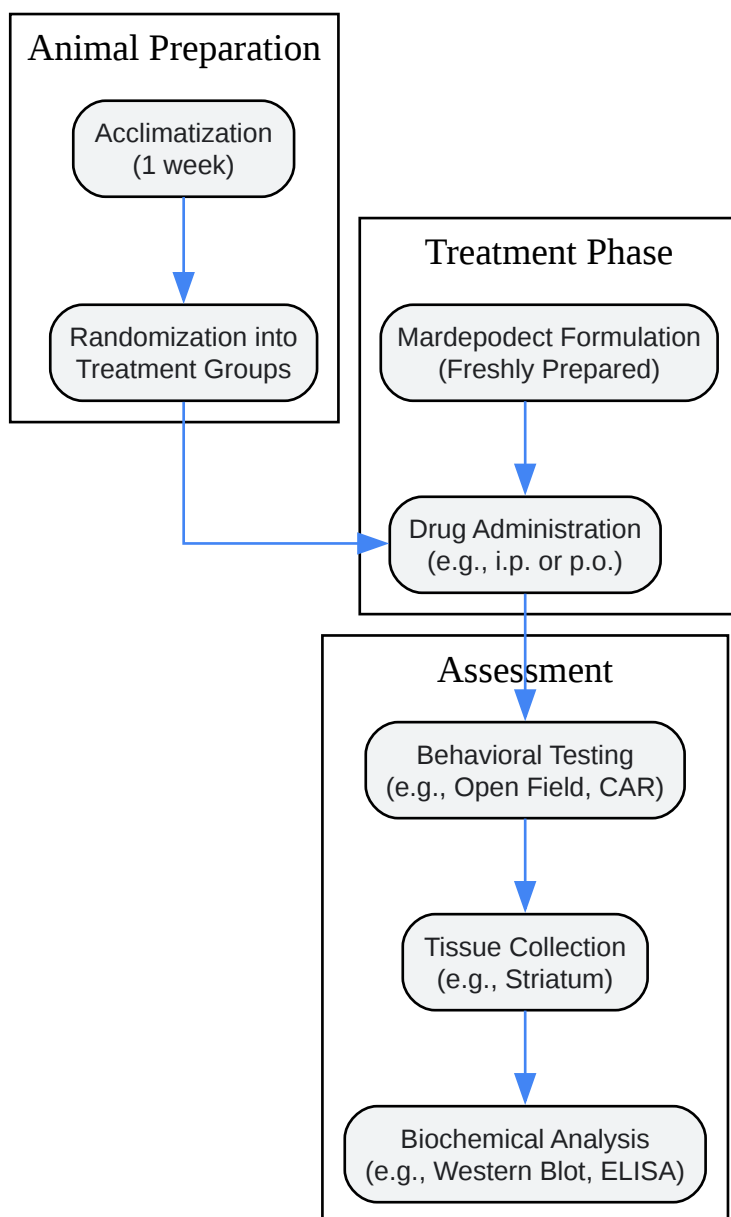 Animal Preparation
Acclimatization
(1 week)
Randomization into
Treatment Groups
Treatment Phase
Mardepodect Formulation
(Freshly Prepared)
Drug Administration
(e.g., i.p. or p.o.)
Assessment
Behavioral Testing
(e.g., Open Field, CAR)
Tissue Collection
(e.g., Striatum)
Biochemical Analysis
(e.g., Western Blot, ELISA)